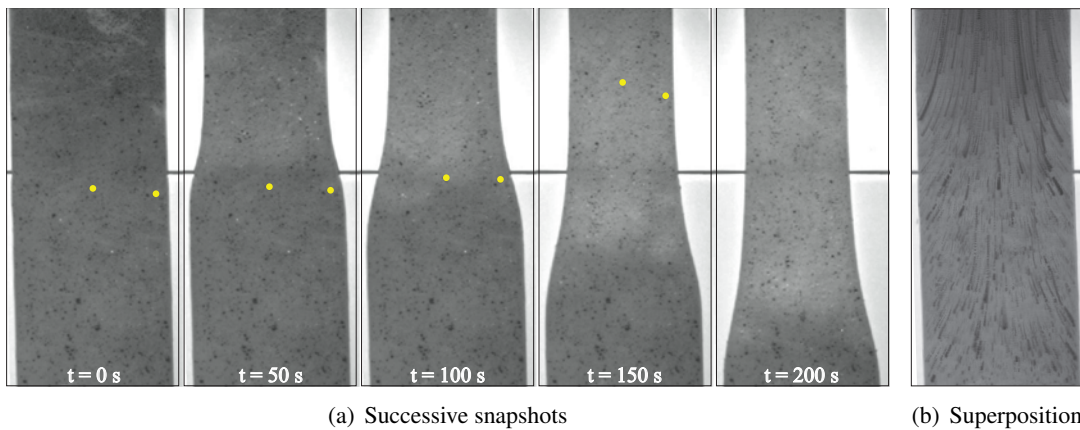 t = 0 s
t = 50 s
t = 100 s
t = 150 s
t = 200 s
(a) Successive snapshots
(b) Superposition